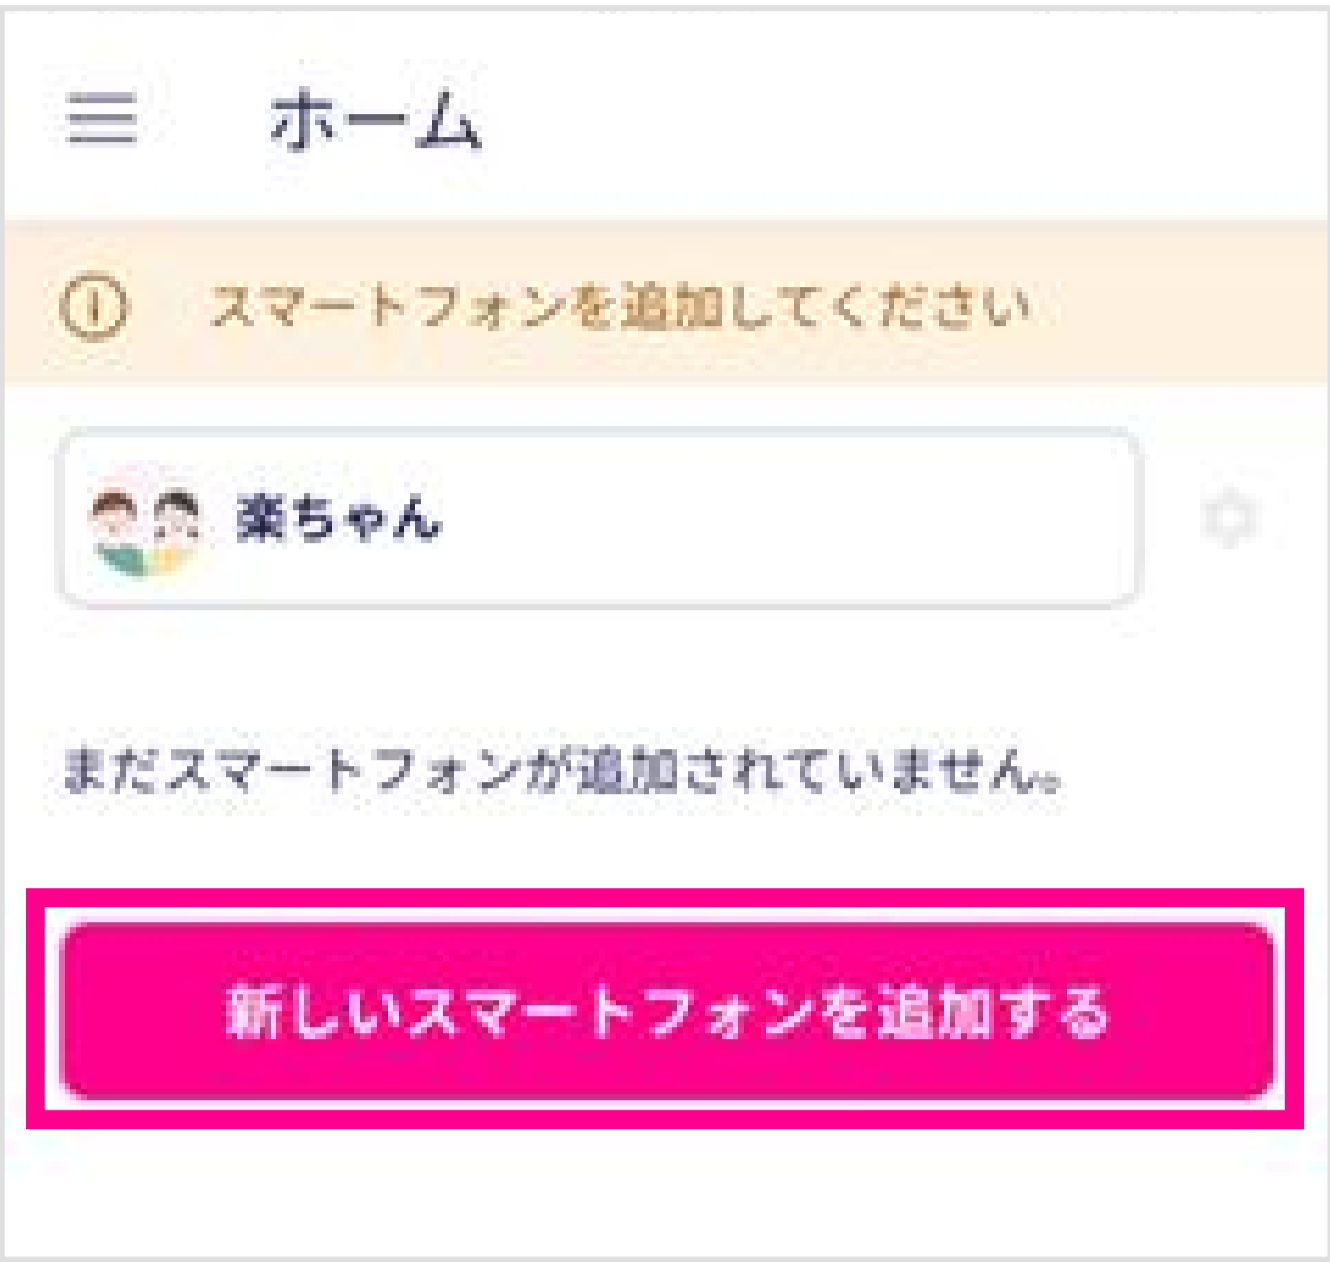 ホーム
スマートフォンを追加してください
楽ちゃん
まだスマートフォンが追加されていません。
新しいスマートフォンを追加する